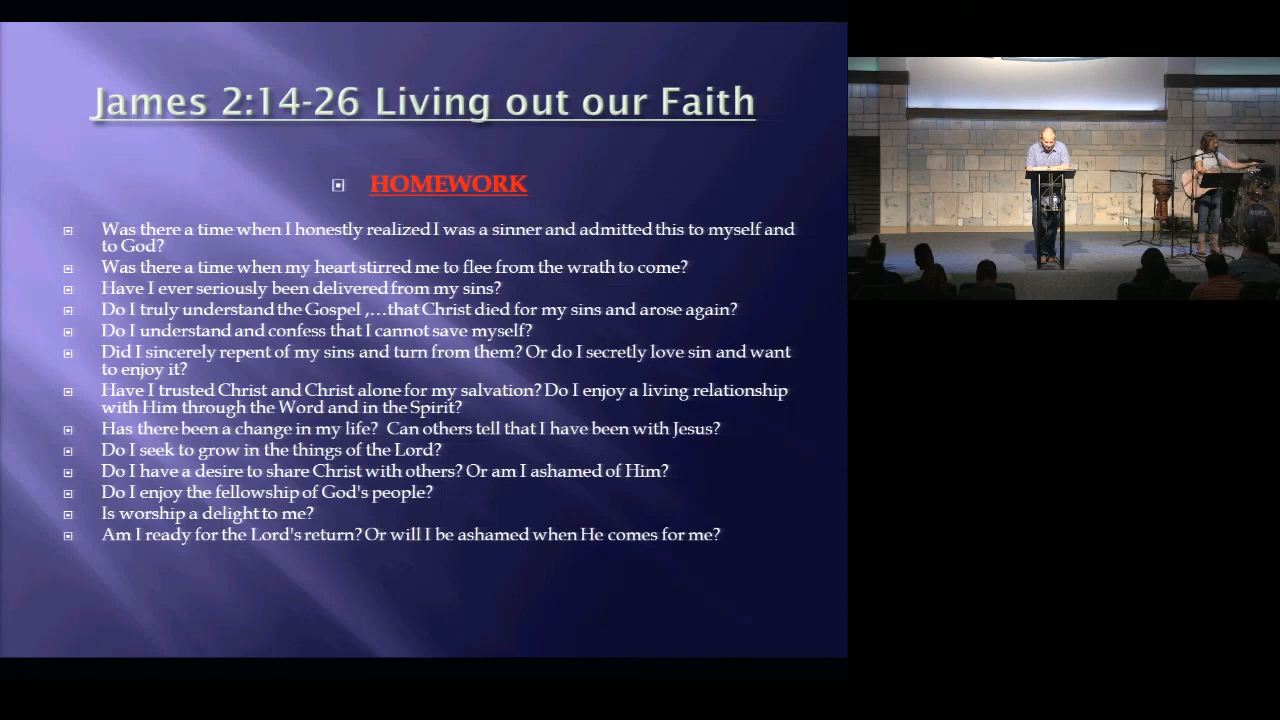 James 2:14-26 Living out our Faith
HOMEWORK
Was there a time when I honestly realized I was a sinner and admitted this to myself and
to God?
Was there a time when my heart stirred me to flee from the wrath to come?
Have I ever seriously been delivered from my sins?
Do I truly understand the Gospel ,…that Christ died for my sins and arose again?
Do I understand and confess that I cannot save myself?
Did I sincerely repent of my sins and turn from them? Or do I secretly love sin and want
to enjoy it?
Have I trusted Christ and Christ alone for my salvation? Do I enjoy a living relationship
with Him through the Word and in the Spirit?
Has there been a change in my life?  Can others tell that I have been with Jesus?
Do I seek to grow in the things of the Lord?
Do I have a desire to share Christ with others? Or am I ashamed of Him?
Do I enjoy the fellowship of God's people?
Is worship a delight to me?
Am I ready for the Lord's return? Or will I be ashamed when He comes for me?